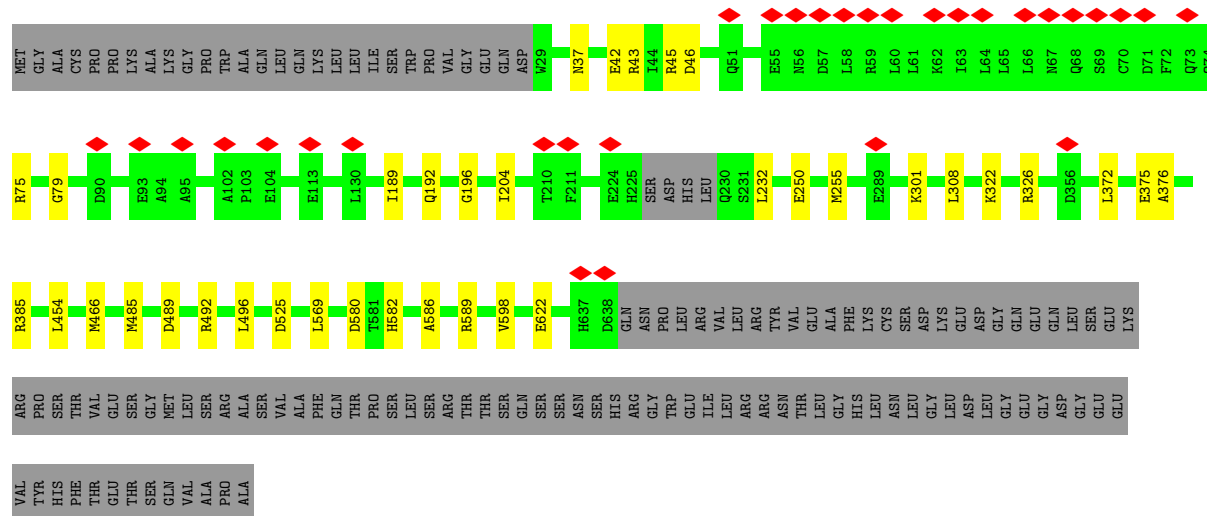 MET GLY ALA CYS PRO PRO LYS ALA LYS GLY PRO TRP ALA GLN LEU GLN LYS LEU LEU ILE SER TRP PRO VAL GLY GLU GLN ASP W29 N37 E42 R43 I44 R45 D46 Q51 E55 N56 D57 L58 R59 L60 L61 K62 I63 L64 L65 L66 N67 Q68 S69 C70 D71 F72 Q73
R75 G79 D90 E93 A94 A95 A102 P103 E104 E113 L130 I189 Q192 G196 I204 T210 F211 E224 H225 SER ASP HIS LEU Q230 S231 L232 E250 M255 E289 K301 L308 K322 R326 D356 L372 E375 A376
R385 L454 M466 M485 D489 R492 L496 D525 L569 D580 T581 H582 A586 R589 V598 E622 H637 D638 GLN ASN PRO LEU ARG VAL LEU ARG TYR VAL GLU ALA PHE LYS CYS SER ASP LYS GLU ASP GLY GLN GLU GLN LEU SER GLU LYS
ARG PRO SER THR VAL GLU SER GLY MET LEU SER ARG ALA SER VAL ALA PHE GLN THR PRO SER LEU SER ARG THR THR SER GLN SER SER ASN SER HIS ARG GLY TRP GLU ILE LEU ARG ARG ASN THR LEU GLY HIS LEU ASN LEU GLY LEU ASP LEU GLY GLU GLY ASP GLY GLU GLU
VAL TYR HIS PHE THR GLU THR SER GLN VAL ALA PRO ALA